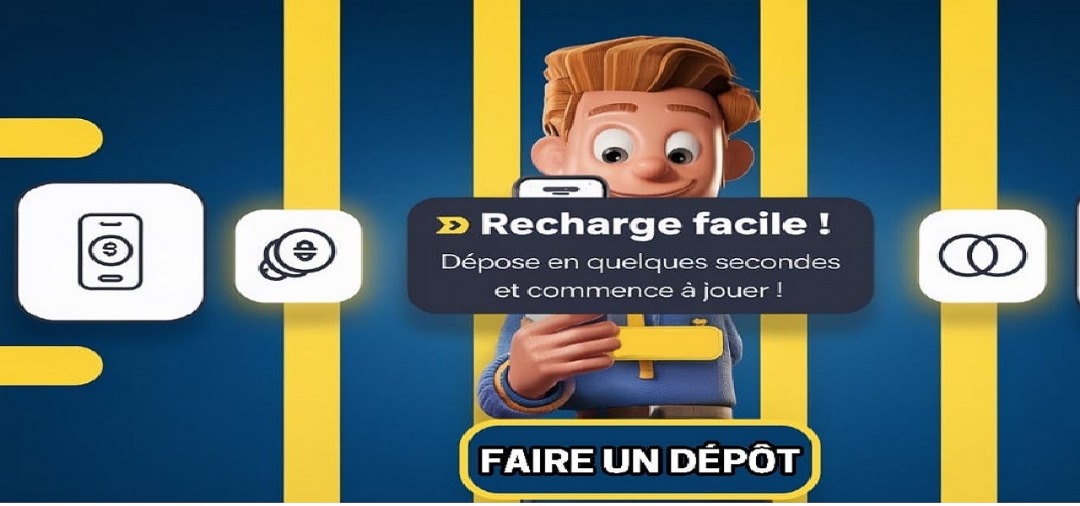 Recharge facile !
Dépose en quelques secondes
et commence à jouer !
FAIRE UN DÉPÔT